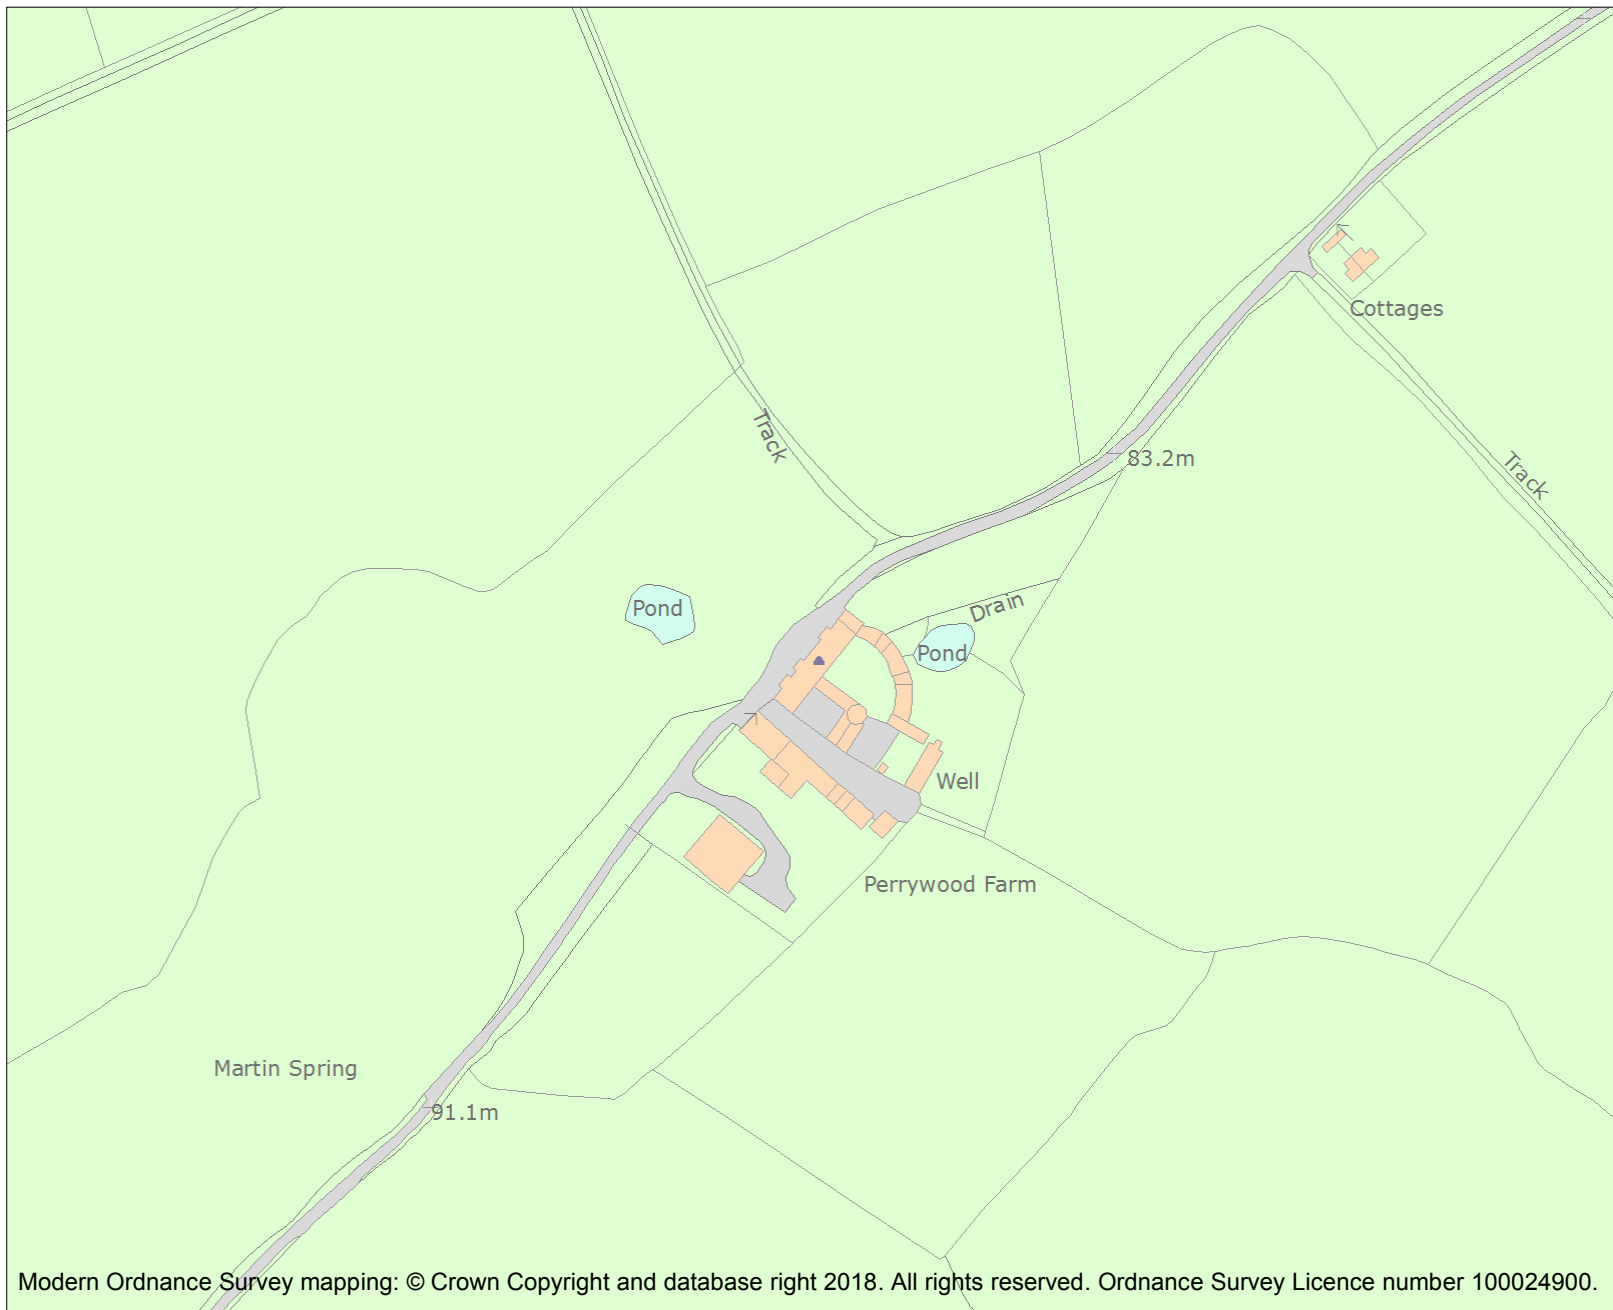 Cottages
Track
83.2m
Track
Pond
Drain
Pond
Well
Perrywood Farm
Martin Spring
91.1m
Modern Ordnance Survey mapping: © Crown Copyright and database right 2018. All rights reserved. Ordnance Survey Licence number 100024900.